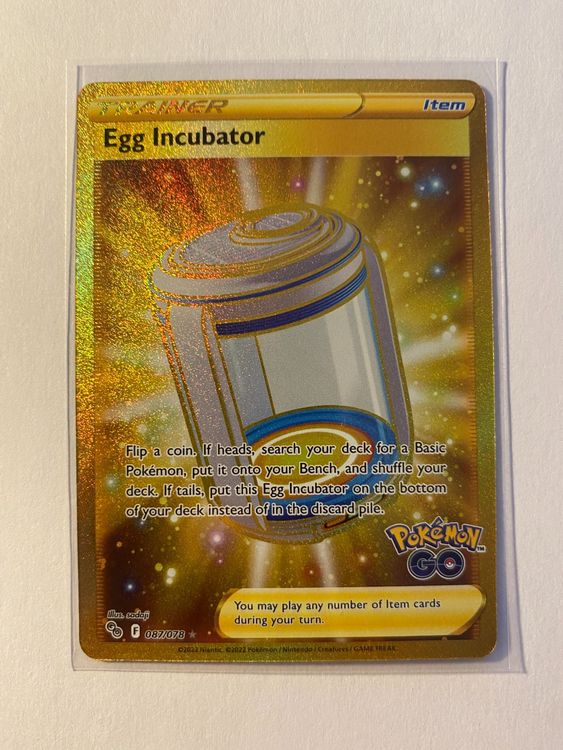 TRAINER
Item
Egg Incubator
Flip a coin. If heads, search your deck for a Basic
Pokémon, put it onto your Bench, and shuffle your
deck. If tails, put this Egg Incubator on the bottom
of your deck instead of in the discard pile.
Pokémon™
GO
You may play any number of Item cards
during your turn.
illus. sadaji
GO F 087/078 ★
©2022 Niantic. ©2022 Pokémon / Nintendo / Creatures / GAME FREAK.